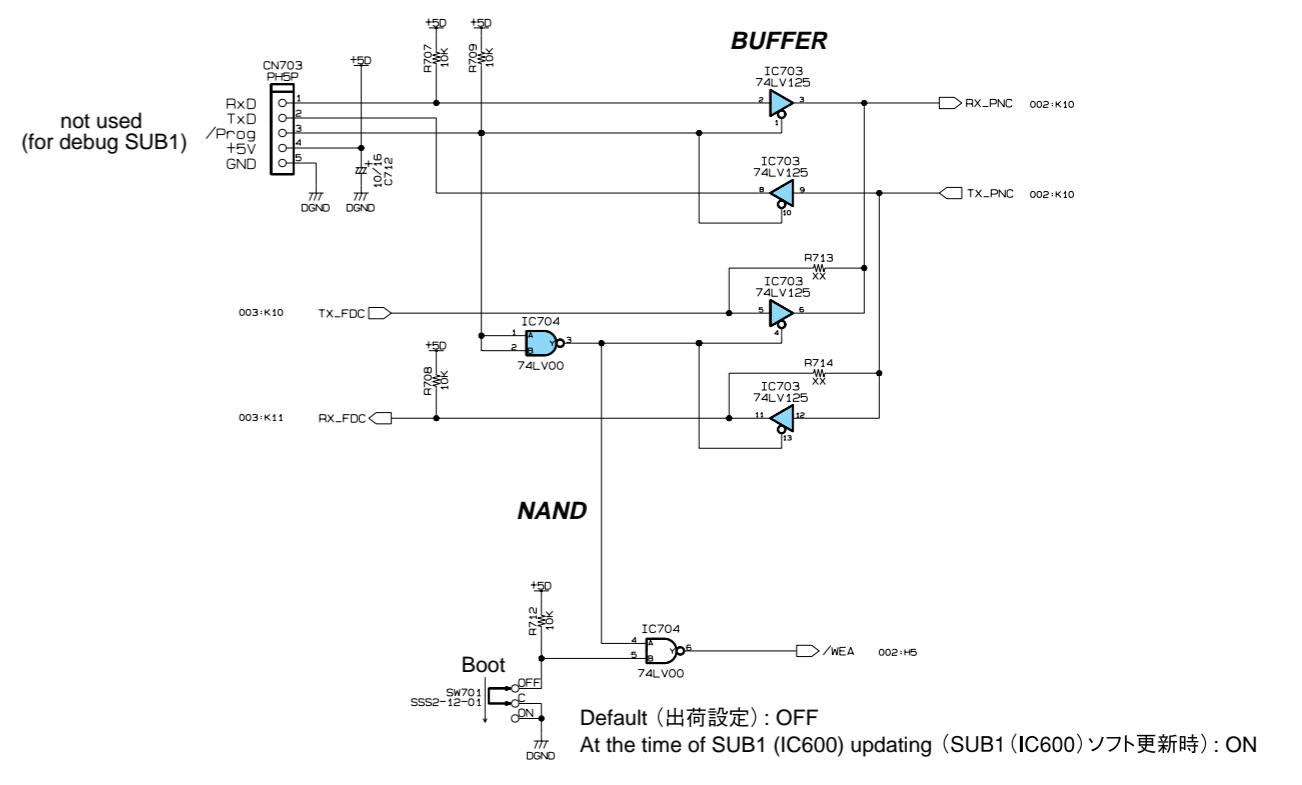 +5D
+5D
BUFFER
R707
10K
R709
10K
CN703
PH5P
+5D
IC703
74LV125
RxD
1
2
3
RX_PNC
002:K10
not used
(for debug SUB1)
TxD
2
/Prog
3
1
+5V
4
GND
5
10/16
C712
+
IC703
74LV125
DGND
DGND
8
9
TX_PNC
002:K10
10
R713
XX
IC703
74LV125
003:K10
TX_FDC
5
6
4
IC704
1
A
2
B
Y
3
74LV00
+5D
R708
10K
R714
XX
IC703
74LV125
003:K11
RX_FDC
11
12
13
NAND
+5D
R712
10K
IC704
4
A
5
B
Y
6
74LV00
/WEA
002:H5
Boot
OFF
SW701
SSS2-12-01
C
ON
DGND
Default（出荷設定）: OFF
At the time of SUB1 (IC600) updating（SUB1（IC600）ソフト更新時）: ON